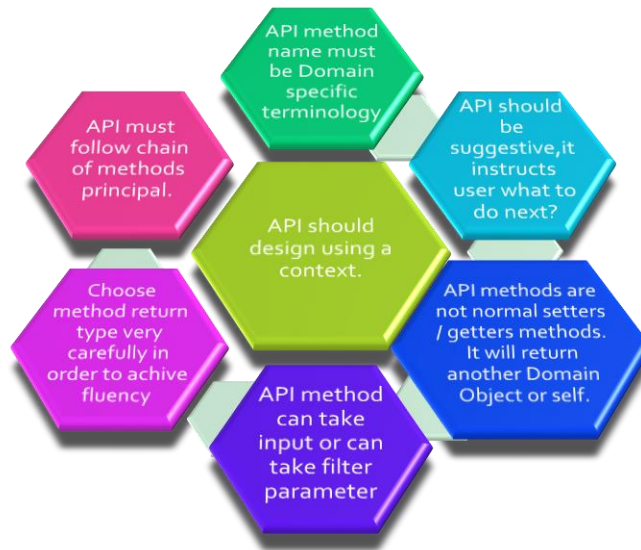 API method
name must
be Domain
specific
terminology
API should
be
suggestive,it
instructs
user what to
do next?
API must
follow chain
of methods
principal.
API should
design using a
context.
API methods are
not normal setters
/ getters methods.
It will return
another Domain
Object or self.
Choose
method return
type very
carefully in
order to achive
fluency
API method
can take
input or can
take filter
parameter